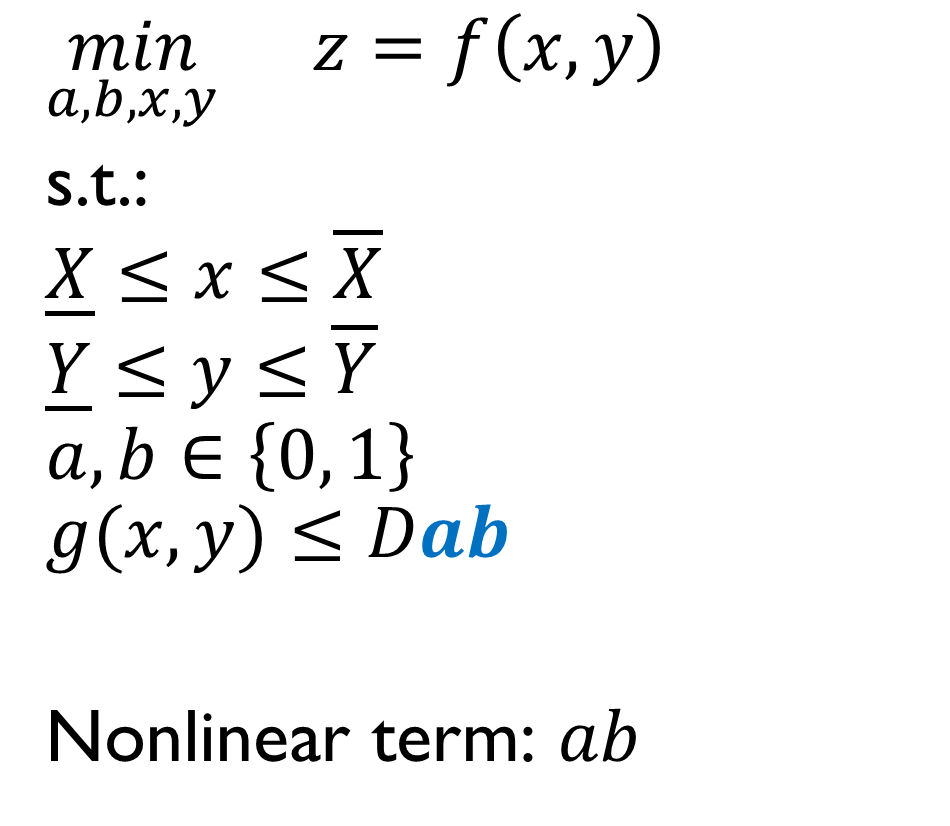 min z = f(x, y)
a,b,x,y
s.t.:
X̲ ≤ x ≤ X̅
Y̲ ≤ y ≤ Y̅
a, b ∈ {0, 1}
g(x, y) ≤ Dab
Nonlinear term: ab